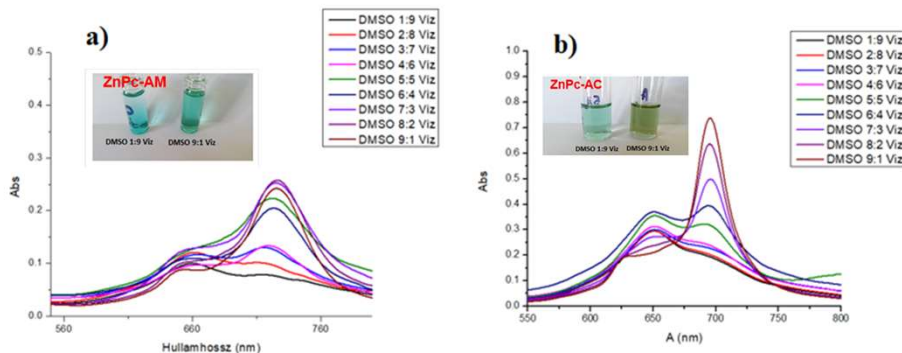 a)
DMSO 1:9 Viz
DMSO 2:8 Viz
DMSO 3:7 Viz
DMSO 4:6 Viz
DMSO 5:5 Viz
DMSO 6:4 Viz
DMSO 7:3 Viz
DMSO 8:2 Viz
DMSO 9:1 Viz
ZnPc-AM
DMSO 1:9 Viz
DMSO 9:1 Viz
Abs
0.5
0.4
0.3
0.2
0.1
0.0
560
660
760
Hullamhossz (nm)
b)
DMSO 1:9 Viz
DMSO 2:8 Viz
DMSO 3:7 Viz
DMSO 4:6 Viz
DMSO 5:5 Viz
DMSO 6:4 Viz
DMSO 7:3 Viz
DMSO 8:2 Viz
DMSO 9:1 Viz
ZnPc-AC
DMSO 1:9 Viz
DMSO 9:1 Viz
Abs
1.0
0.9
0.8
0.7
0.6
0.5
0.4
0.3
0.2
0.1
0.0
550
600
650
700
750
800
A (nm)